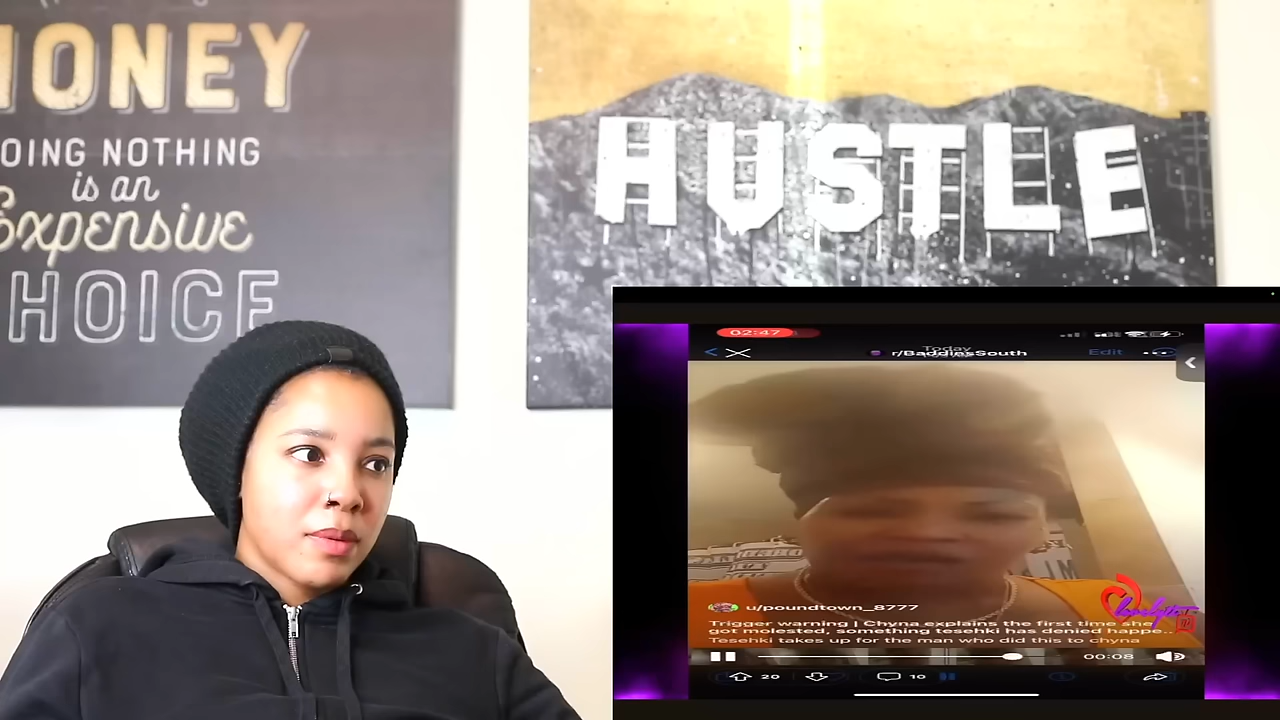 MONEY
DOING NOTHING
is an
Expensive
CHOICE
HUSTLE
02:47
Today
r/BaddiesSouth
Edit
u/poundtown_8777
Trigger warning | Chyna explains the first time she
got molested, something tesehki has denied happe..
Tesehki takes up for the man who did this to chyna
00:08
20
10